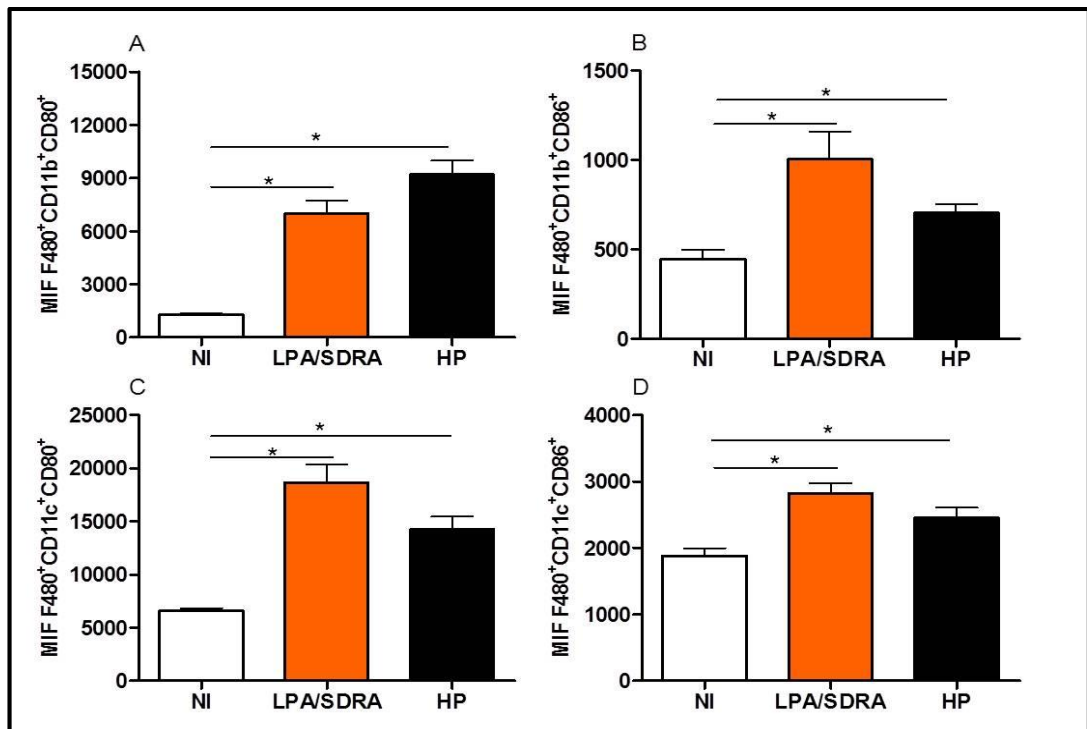 A
MIF F480⁺CD11b⁺CD80⁺
15000
12000
9000
6000
3000
0
*
*
NI LPA/SDRA HP
B
MIF F480⁺CD11b⁺CD86⁺
1500
1000
500
0
*
*
NI LPA/SDRA HP
C
MIF F480⁺CD11c⁺CD80⁺
25000
20000
15000
10000
5000
0
*
*
NI LPA/SDRA HP
D
MIF F480⁺CD11c⁺CD86⁺
4000
3000
2000
1000
0
*
*
NI LPA/SDRA HP